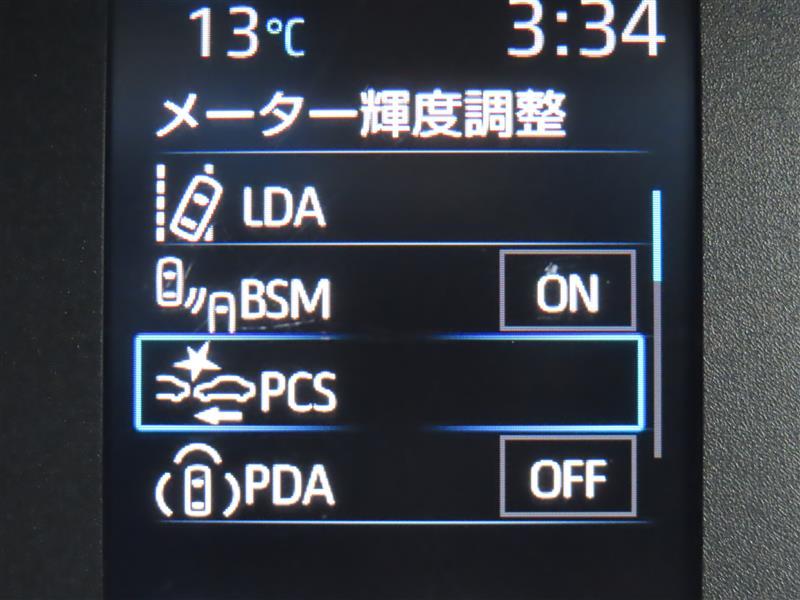 13℃ 3:34
メーター輝度調整
LDA
BSM ON
PCS
PDA OFF